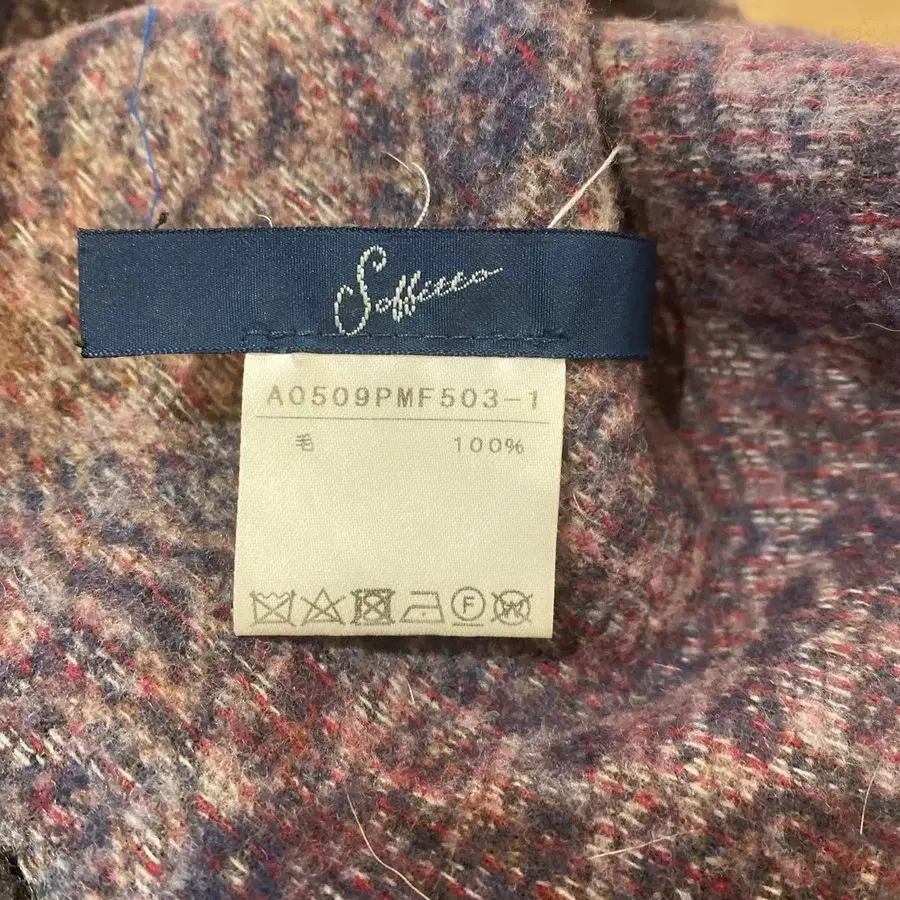 Soffitto
A0509PMF503-1
毛 100%
F
W